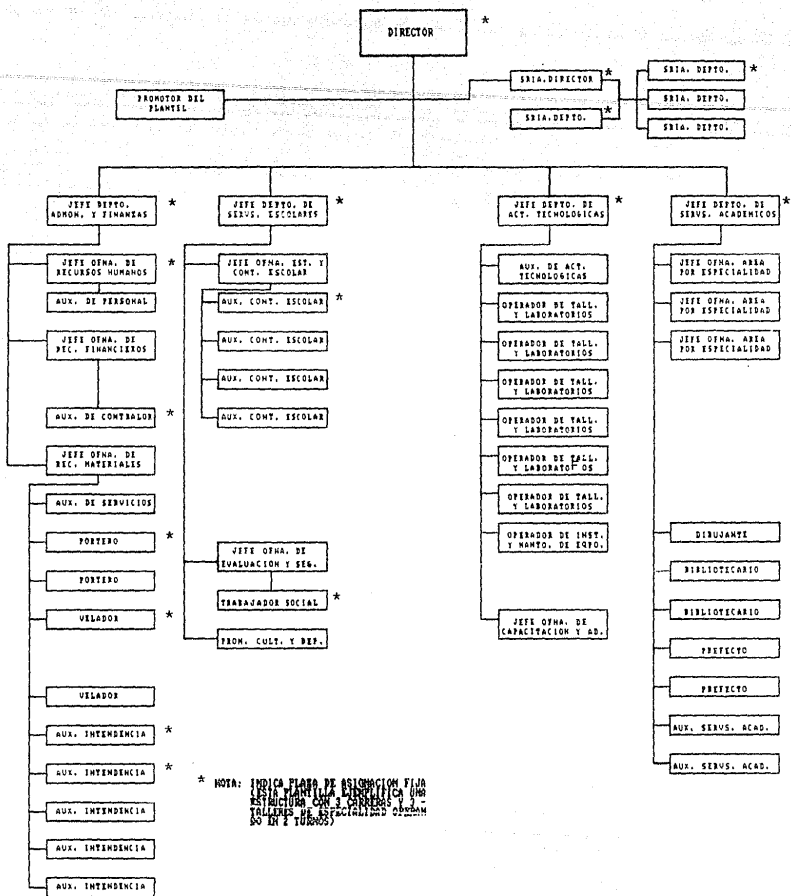 DIRECTOR *
SRIA. DIRECTOR *
SRIA. DEPTO. *
PROMOTOR DEL
PLANTEL
SRIA. DEPTO.
SRIA. DEPTO. *
SRIA. DEPTO.
JEFE DEPTO.
ADMON. Y FINANZAS *
JEFE OFNA. DE
RECURSOS HUMANOS *
AUX. DE PERSONAL
JEFE OFNA. DE
REC. FINANCIEROS
AUX. DE CONTRALOR *
JEFE OFNA. DE
REC. MATERIALES
AUX. DE SERVICIOS
PORTERO *
PORTERO
VELADOR *
VELADOR
AUX. INTENDENCIA *
AUX. INTENDENCIA *
AUX. INTENDENCIA
AUX. INTENDENCIA
AUX. INTENDENCIA
JEFE DEPTO. DE
SERVS. ESCOLARES *
JEFE OFNA. EST. Y
CONT. ESCOLAR
AUX. CONT. ESCOLAR *
AUX. CONT. ESCOLAR
AUX. CONT. ESCOLAR
AUX. CONT. ESCOLAR
JEFE OFNA. DE
EVALUACION Y SEG.
TRABAJADOR SOCIAL *
PROM. CULT. Y DEP.
JEFE DEPTO. DE
ACT. TECNOLOGICAS *
AUX. DE ACT.
TECNOLOGICAS
OPERADOR DE TALL.
Y LABORATORIOS
OPERADOR DE TALL.
Y LABORATORIOS
OPERADOR DE TALL.
Y LABORATORIOS
OPERADOR DE TALL.
Y LABORATORIOS
OPERADOR DE TALL.
Y LABORATORIOS
OPERADOR DE TALL.
Y LABORATORIOS
OPERADOR DE INST.
Y MANTO. DE EQPO.
JEFE OFNA. DE
CAPACITACION Y AD.
JEFE DEPTO. DE
SERVS. ACADEMICOS *
JEFE OFNA. AREA
POR ESPECIALIDAD
JEFE OFNA. AREA
POR ESPECIALIDAD
JEFE OFNA. AREA
POR ESPECIALIDAD
DIBUJANTE
BIBLIOTECARIO
BIBLIOTECARIO
PREFECTO
PREFECTO
AUX. SERVS. ACAD.
AUX. SERVS. ACAD.
* NOTA: INDICA PLAZA DE ASIGNACION FIJA
(ESTA PLANTILLA EJEMPLIFICA UNA
ESTRUCTURA CON 3 CARRERAS Y 3 -
TALLERES DE ESPECIALIDAD OPERAN
DO EN 2 TURNOS)